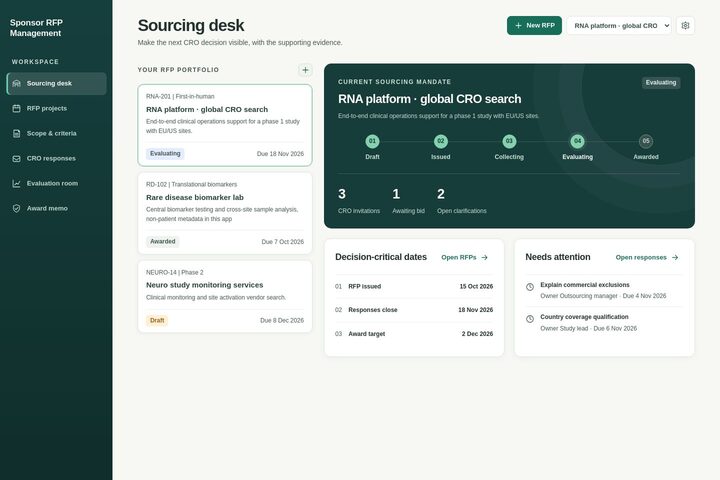 Sponsor RFP
Management
WORKSPACE
Sourcing desk
RFP projects
Scope & criteria
CRO responses
Evaluation room
Award memo
Sourcing desk
Make the next CRO decision visible, with the supporting evidence.
New RFP
RNA platform · global CRO
YOUR RFP PORTFOLIO
RNA-201 | First-in-human
RNA platform · global CRO search
End-to-end clinical operations support for a phase 1 study
with EU/US sites.
Evaluating
Due 18 Nov 2026
RD-102 | Translational biomarkers
Rare disease biomarker lab
Central biomarker testing and cross-site sample analysis,
non-patient metadata in this app
Awarded
Due 7 Oct 2026
NEURO-14 | Phase 2
Neuro study monitoring services
Clinical monitoring and site activation vendor search.
Draft
Due 8 Dec 2026
CURRENT SOURCING MANDATE
Evaluating
RNA platform · global CRO search
End-to-end clinical operations support for a phase 1 study with EU/US sites.
01 02 03 04 05
Draft Issued Collecting Evaluating Awarded
3 1 2
CRO invitations Awaiting bid Open clarifications
Decision-critical dates
Open RFPs
01 RFP issued 15 Oct 2026
02 Responses close 18 Nov 2026
03 Award target 2 Dec 2026
Needs attention
Open responses
Explain commercial exclusions
Owner Outsourcing manager · Due 4 Nov 2026
Country coverage qualification
Owner Study lead · Due 6 Nov 2026